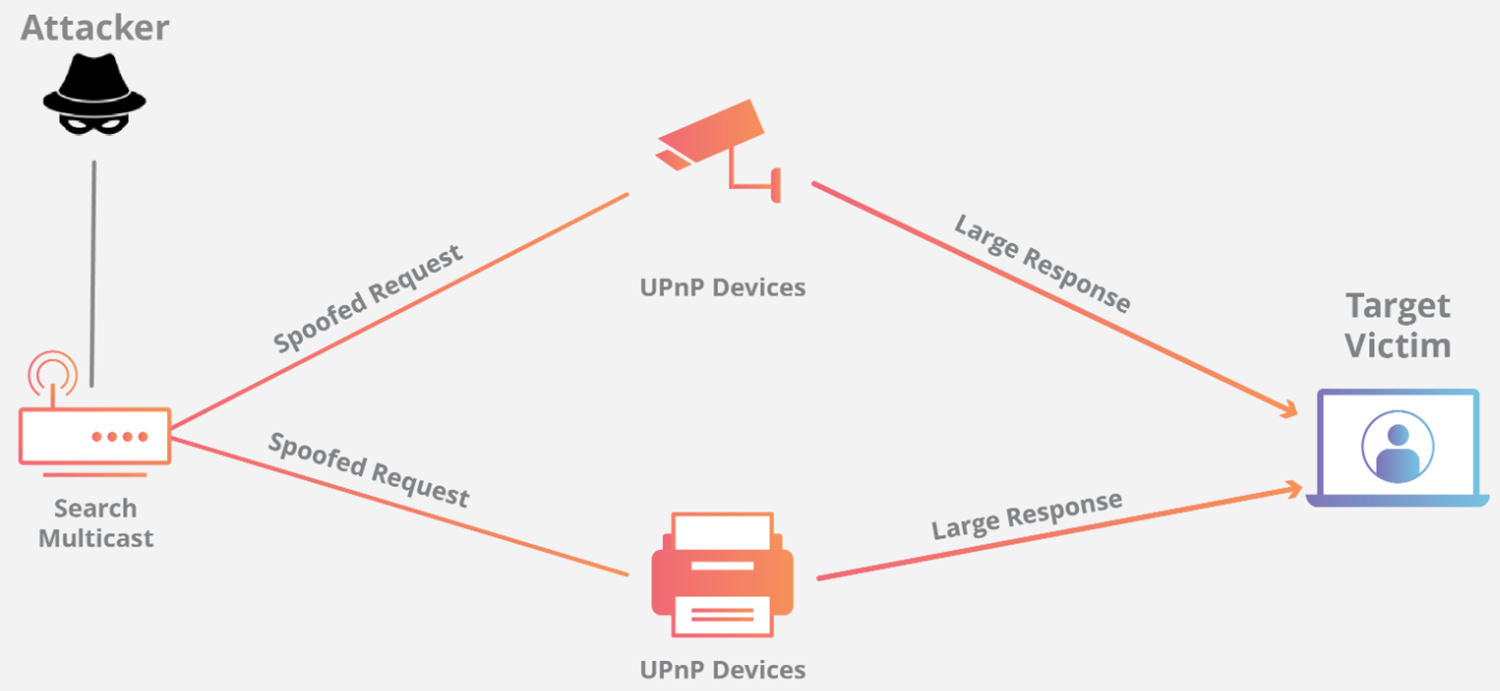 Attacker
Spoofed Request
UPnP Devices
Large Response
Target
Victim
Spoofed Request
Search
Multicast
Large Response
UPnP Devices